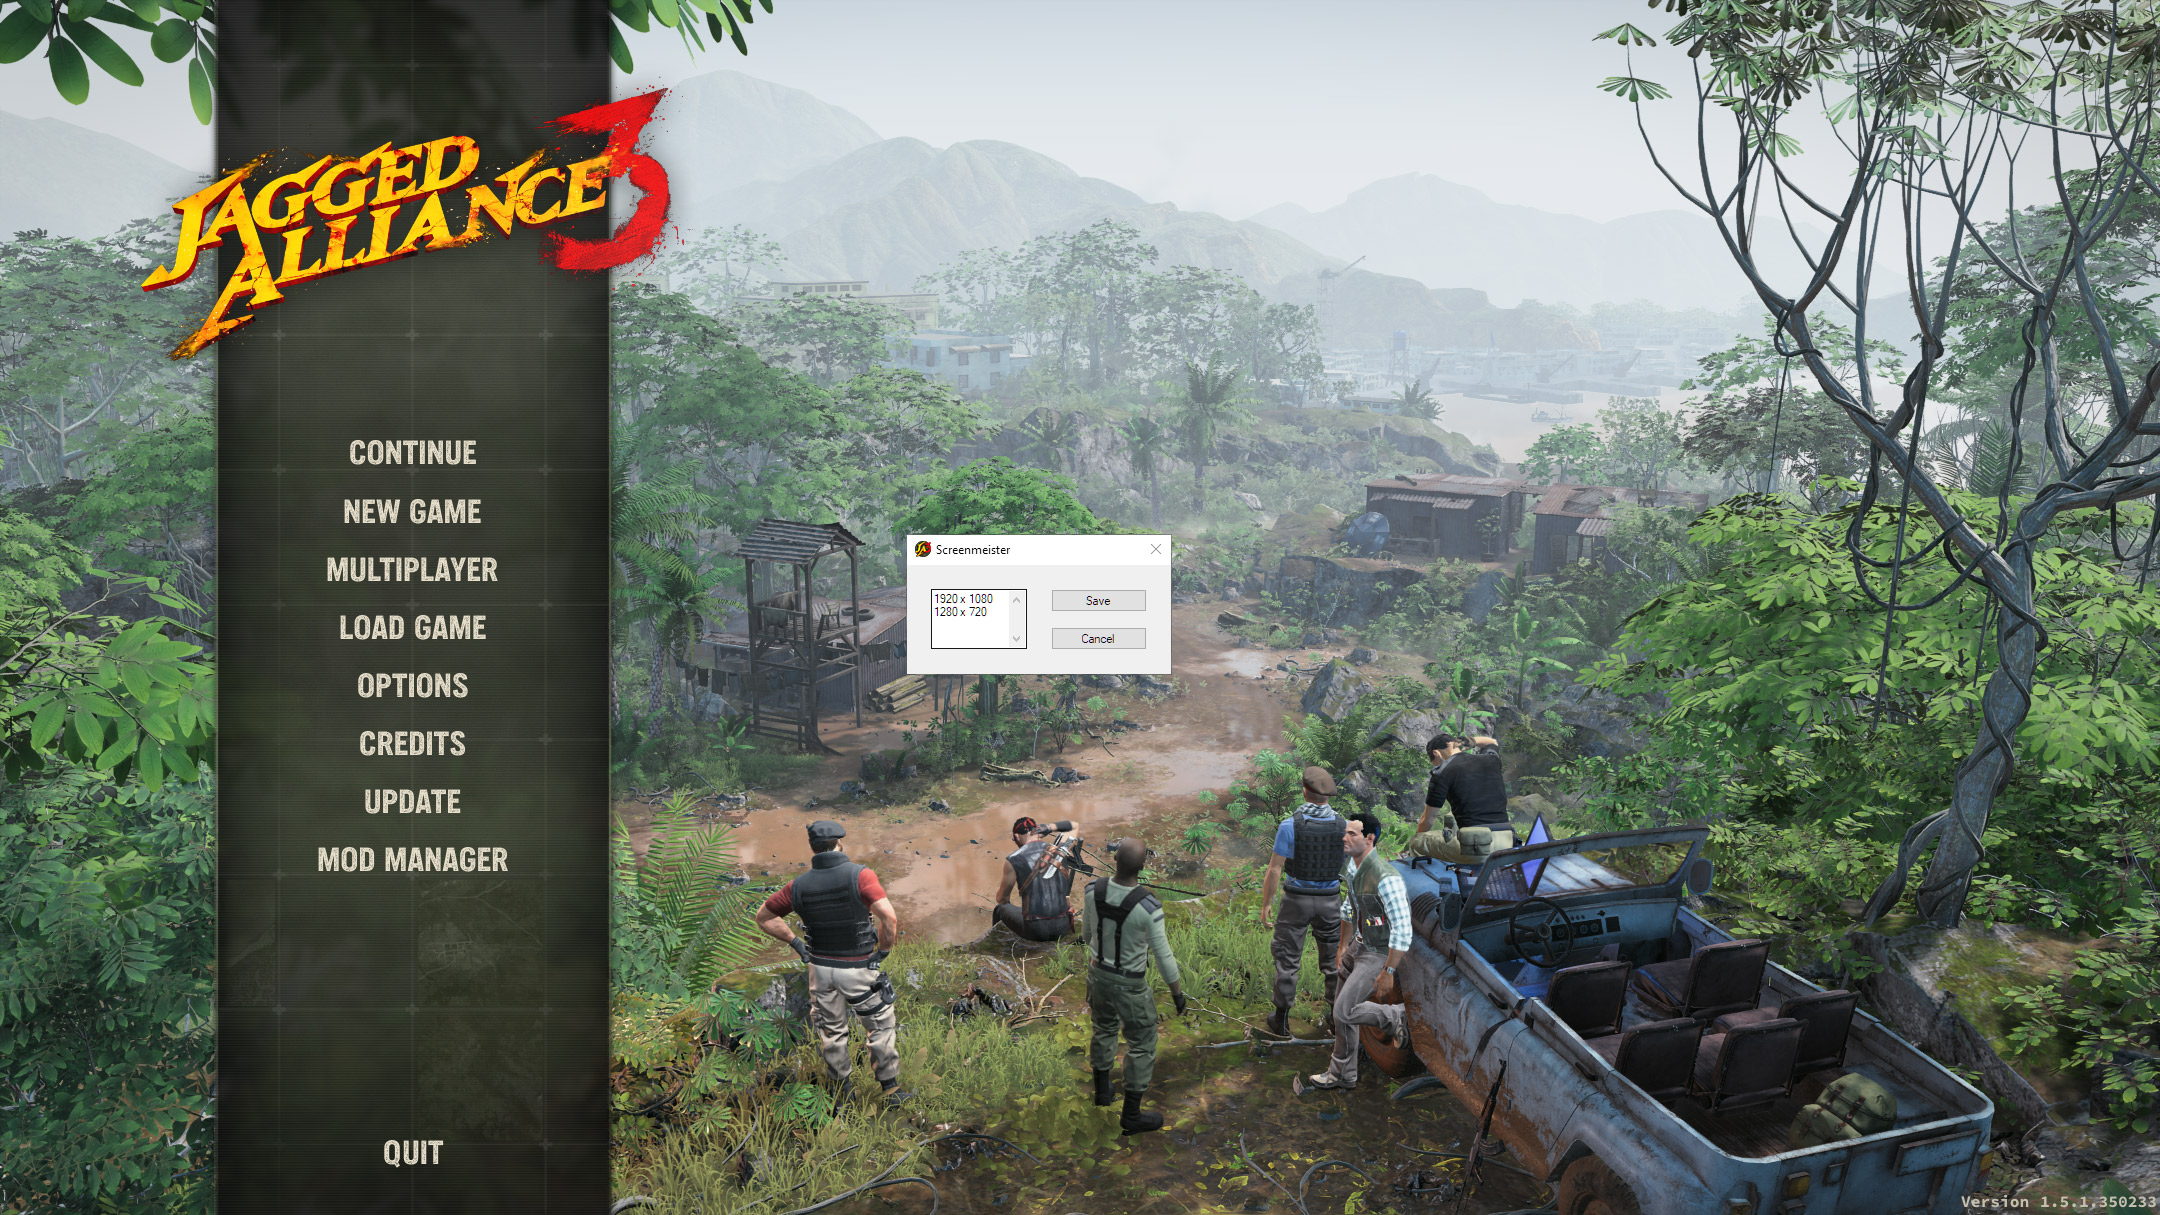 JAGGED
ALLIANCE 3
CONTINUE
NEW GAME
MULTIPLAYER
LOAD GAME
OPTIONS
CREDITS
UPDATE
MOD MANAGER
QUIT
Screenmeister
1920 x 1080
1280 x 720
Save
Cancel
Version 1.5.1.350233